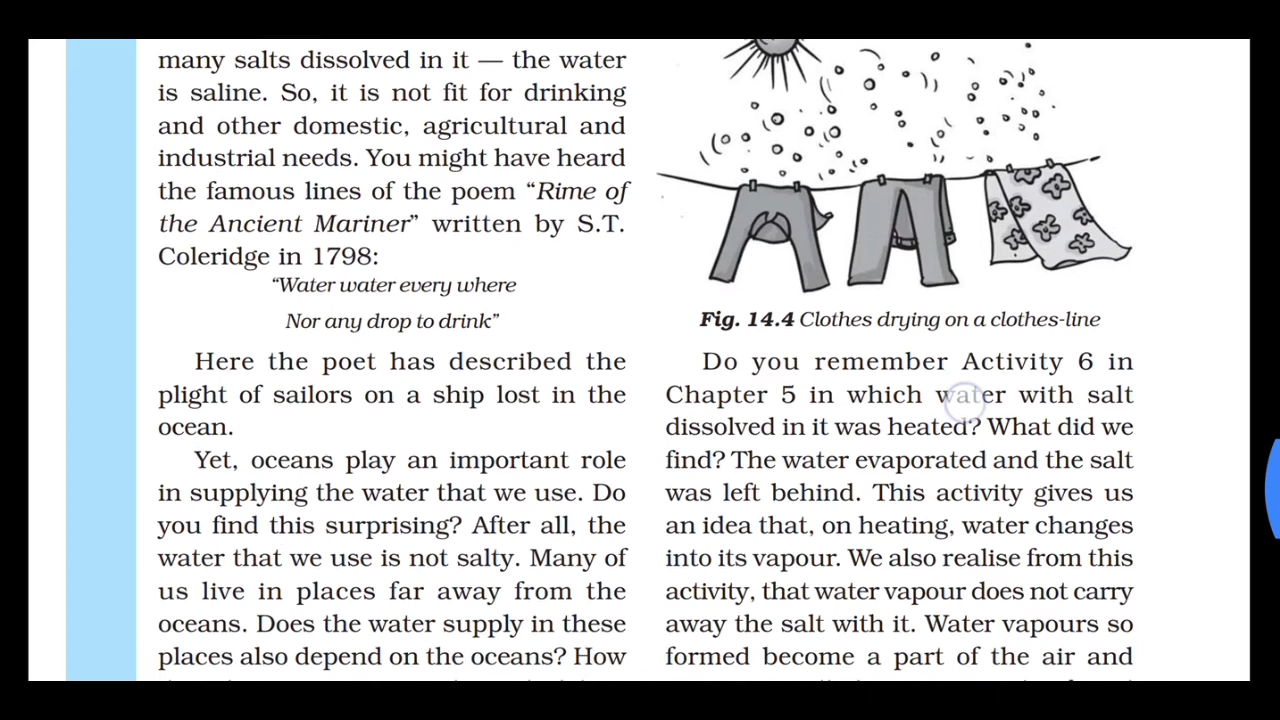 many salts dissolved in it — the water
is saline. So, it is not fit for drinking
and other domestic, agricultural and
industrial needs. You might have heard
the famous lines of the poem “Rime of
the Ancient Mariner” written by S.T.
Coleridge in 1798:
“Water water every where
Nor any drop to drink”
Here the poet has described the
plight of sailors on a ship lost in the
ocean.
Yet, oceans play an important role
in supplying the water that we use. Do
you find this surprising? After all, the
water that we use is not salty. Many of
us live in places far away from the
oceans. Does the water supply in these
places also depend on the oceans? How
Fig. 14.4 Clothes drying on a clothes-line
Do you remember Activity 6 in
Chapter 5 in which water with salt
dissolved in it was heated? What did we
find? The water evaporated and the salt
was left behind. This activity gives us
an idea that, on heating, water changes
into its vapour. We also realise from this
activity, that water vapour does not carry
away the salt with it. Water vapours so
formed become a part of the air and